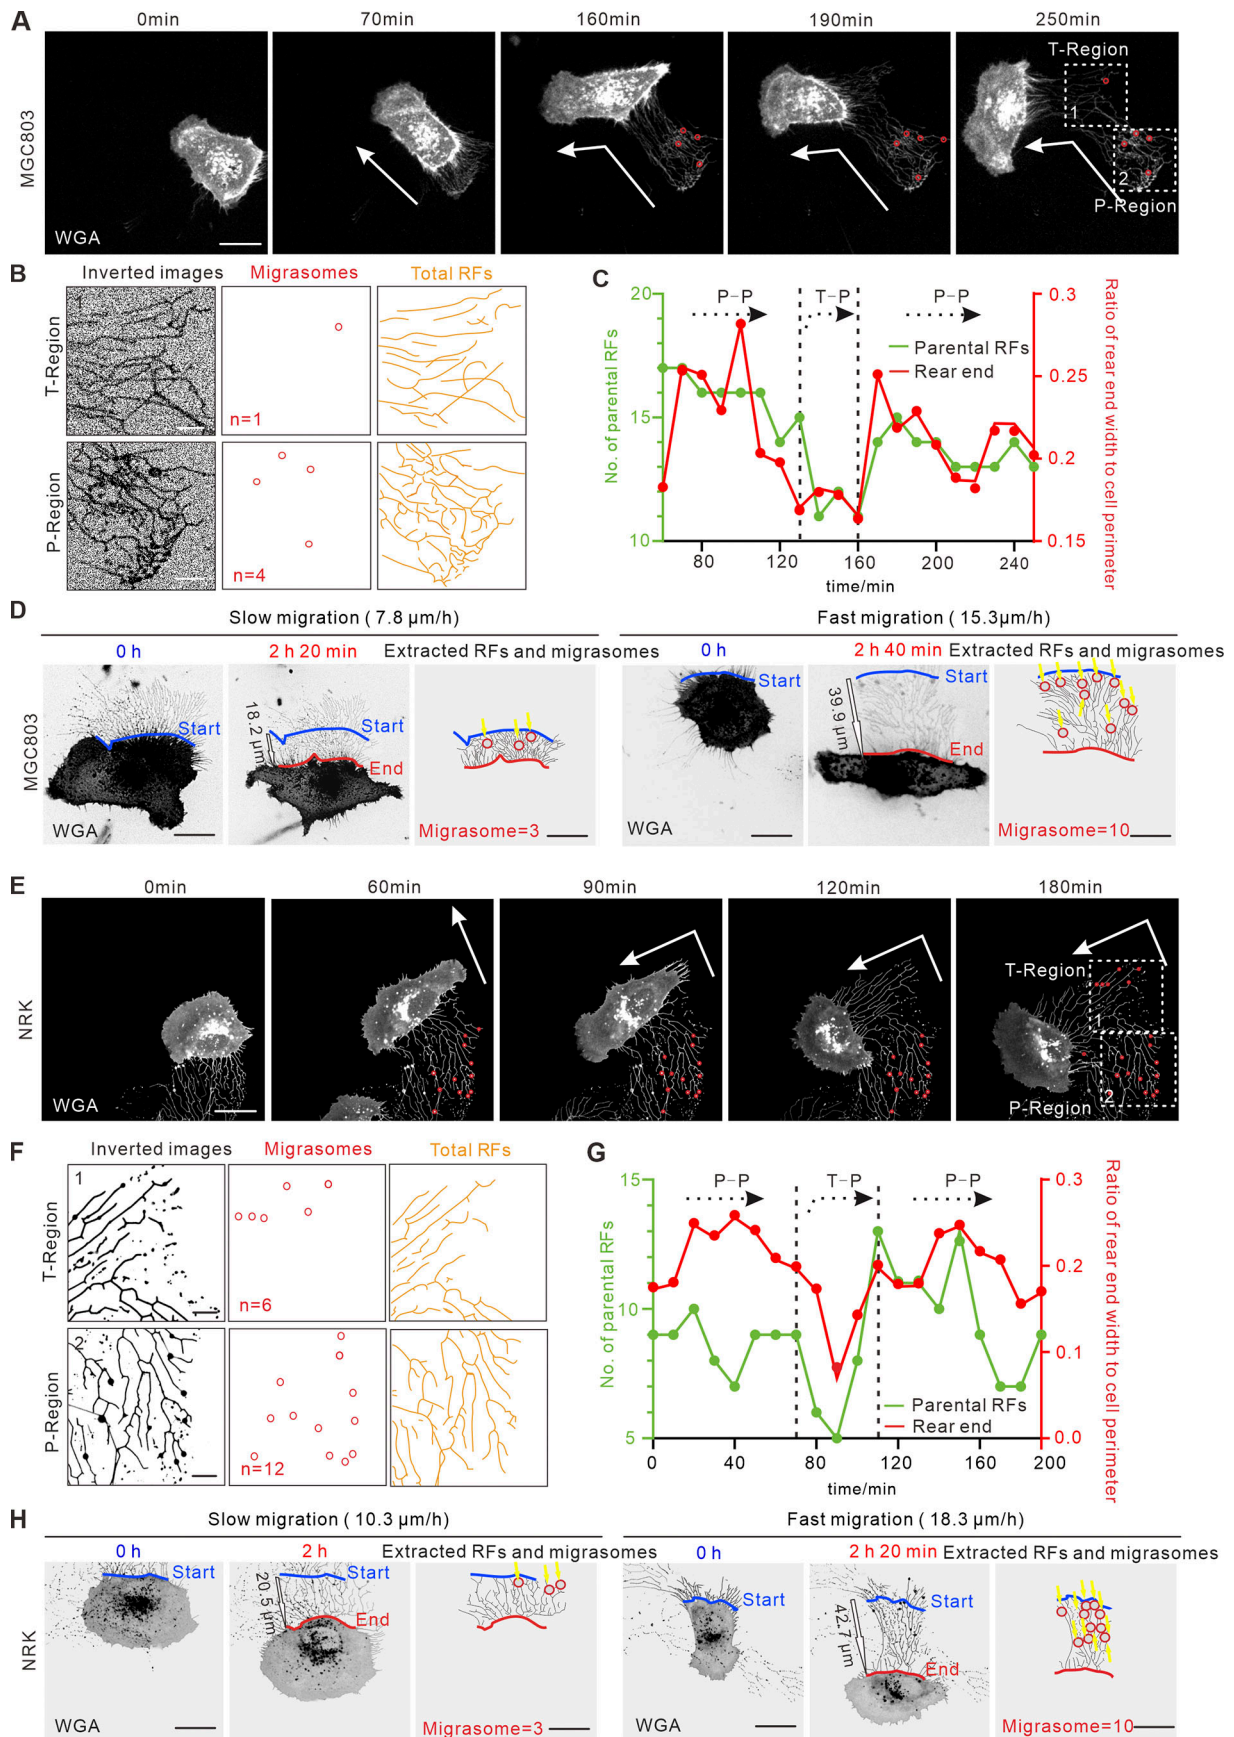 A
0min 70min 160min 190min 250min
MGC803
WGA
T-Region
1
2
P-Region
B
Inverted images Migrasomes Total RFs
T-Region
1
n=1
P-Region
2
n=4
C
No. of parental RFs
20
15
10
P-P T-P P-P
Parental RFs
Rear end
0.3
0.25
0.2
0.15
Ratio of rear end width to cell perimeter
80 120 160 200 240
time/min
D
Slow migration ( 7.8 µm/h) Fast migration ( 15.3µm/h)
0 h 2 h 20 min Extracted RFs and migrasomes 0 h 2 h 40 min Extracted RFs and migrasomes
MGC803
Start
WGA
18.2 µm
Start
End
Migrasome=3
Start
WGA
39.9 µm
Start
End
Migrasome=10
E
0min 60min 90min 120min 180min
NRK
WGA
T-Region
1
2
P-Region
F
Inverted images Migrasomes Total RFs
T-Region
1
n=6
P-Region
2
n=12
G
No. of parental RFs
15
10
5
P-P T-P P-P
Parental RFs
Rear end
0.3
0.2
0.1
0.0
Ratio of rear end width to cell perimeter
0 40 80 120 160 200
time/min
H
Slow migration ( 10.3 µm/h) Fast migration ( 18.3 µm/h)
0 h 2 h Extracted RFs and migrasomes 0 h 2 h 20 min Extracted RFs and migrasomes
NRK
Start
WGA
20.5 µm
Start
End
Migrasome=3
Start
WGA
42.7 µm
Start
End
Migrasome=10